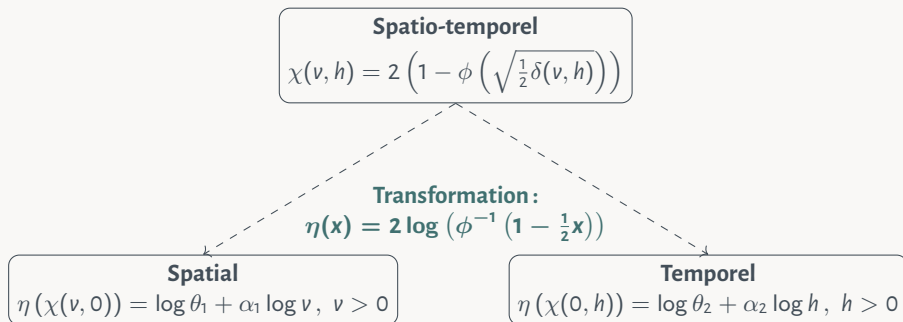 Spatio-temporel
χ(v, h) = 2 (1 − ϕ (√(½δ(v, h))))
Transformation :
η(x) = 2 log (ϕ⁻¹ (1 − ½x))
Spatial
η (χ(v, 0)) = log θ₁ + α₁ log v , v > 0
Temporel
η (χ(0, h)) = log θ₂ + α₂ log h , h > 0